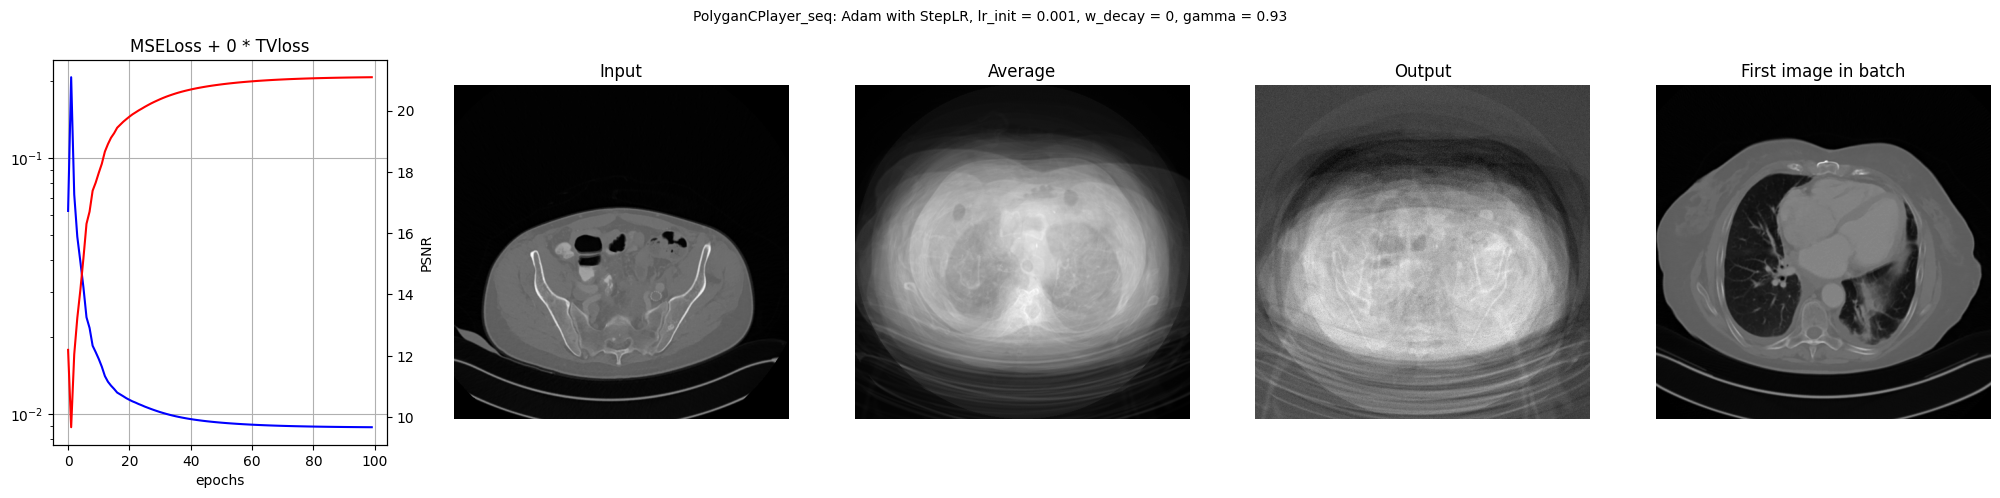 PolyganCPlayer_seq: Adam with StepLR, lr_init = 0.001, w_decay = 0, gamma = 0.93
MSELoss + 0 * TVloss
10⁻¹
10⁻²
0 20 40 60 80 100
epochs
20
18
16
14
12
10
PSNR
Input
Average
Output
First image in batch